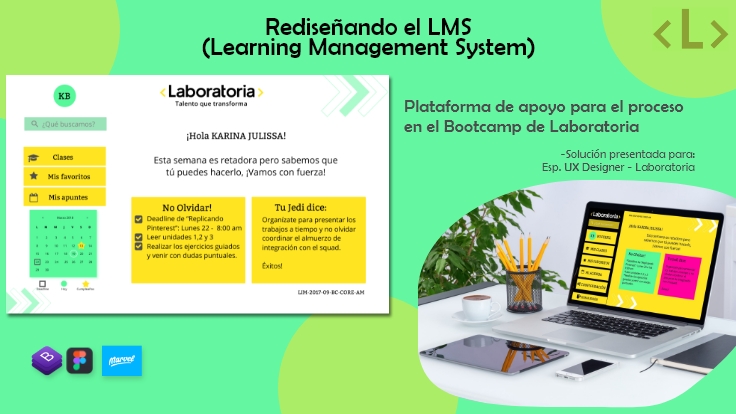 Rediseñando el LMS
(Learning Management System)
<L>
KB
<Laboratoria>
Talento que transforma
¿Qué buscamos?
¡Hola KARINA JULISSA!
Clases
Mis favoritos
Mis apuntes
Esta semana es retadora pero sabemos que
tú puedes hacerlo, ¡Vamos con fuerza!
No Olvidar!
Deadline de "Replicando
Pinterest": Lunes 22 - 8:00 am
Leer unidades 1,2 y 3
Realizar los ejercicios guiados
y venir con dudas puntuales.
Tu Jedi dice:
Organízate para presentar los
trabajos a tiempo y no olvidar
coordinar el almuerzo de
integración con el squad.
Éxitos!
LIM-2017-09-BC-CORE-AM
Plataforma de apoyo para el proceso
en el Bootcamp de Laboratoria
-Solución presentada para:
Esp. UX Designer - Laboratoria
<Laboratoria>
Marvel